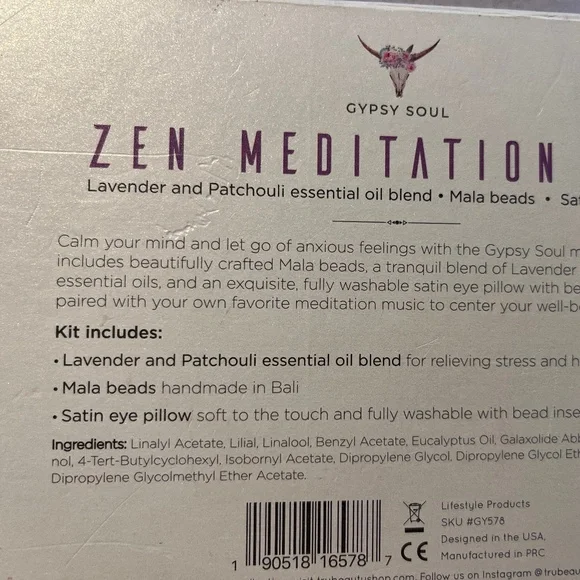 GYPSY SOUL
ZEN MEDITATION
Lavender and Patchouli essential oil blend • Mala beads •
Calm your mind and let go of anxious feelings with the Gypsy Soul
includes beautifully crafted Mala beads, a tranquil blend of Lavender
essential oils, and an exquisite, fully washable satin eye pillow with
paired with your own favorite meditation music to center your
Kit includes:
• Lavender and Patchouli essential oil blend for relieving stress and
• Mala beads handmade in Bali
• Satin eye pillow soft to the touch and fully washable with bead
Ingredients: Linalyl Acetate, Lilial, Linalool, Benzyl Acetate, Eucalyptus Oil, Galaxolide
nol, 4-Tert-Butylcyclohexyl, Isobornyl Acetate, Dipropylene Glycol, Dipropylene Glycol
Dipropylene Glycolmethyl Ether Acetate.
Lifestyle Products
SKU #GY578
Designed in the USA,
Manufactured in PRC
CE
1 90518 16578 7
Follow us on Instagram